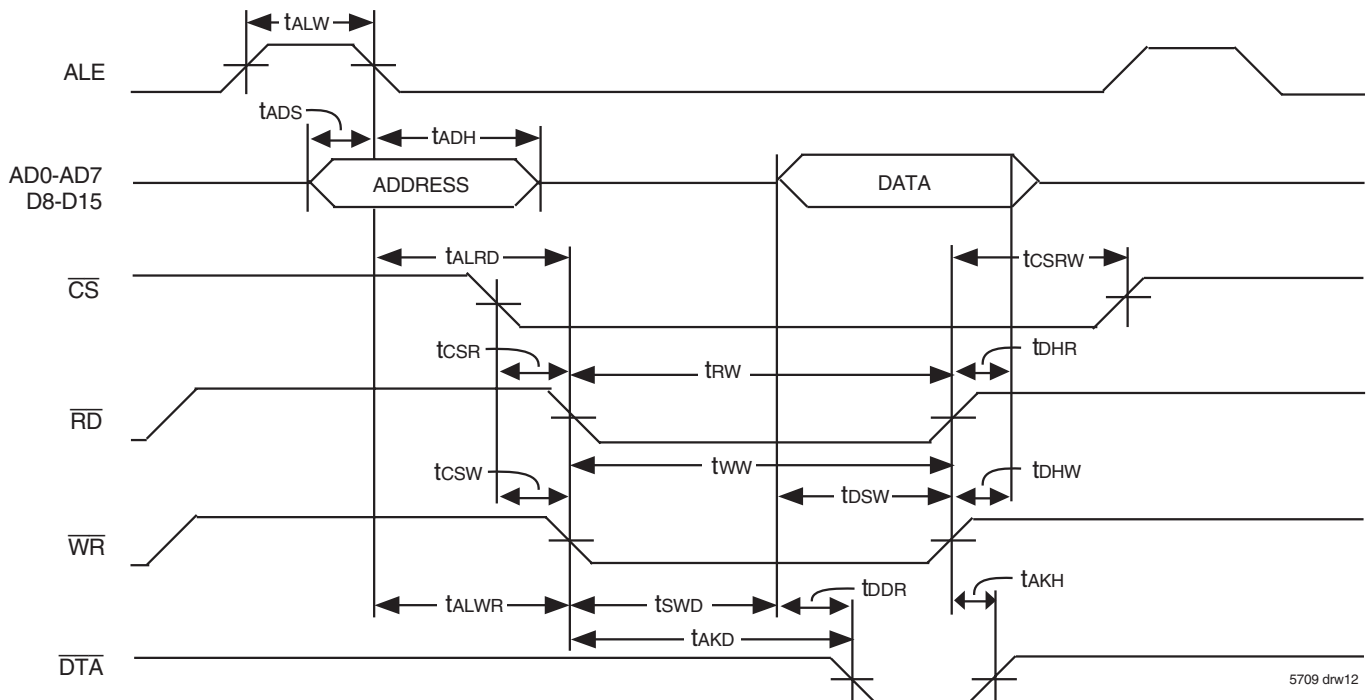 tALW
ALE
tADS
tADH
AD0-AD7
D8-D15
ADDRESS
DATA
tALRD
tCSRW
CS
tCSR
tRW
tDHR
RD
tCSW
tWW
tDHW
tDSW
WR
tDDR
tAKH
tALWR
tSWD
tAKD
DTA
5709 drw12